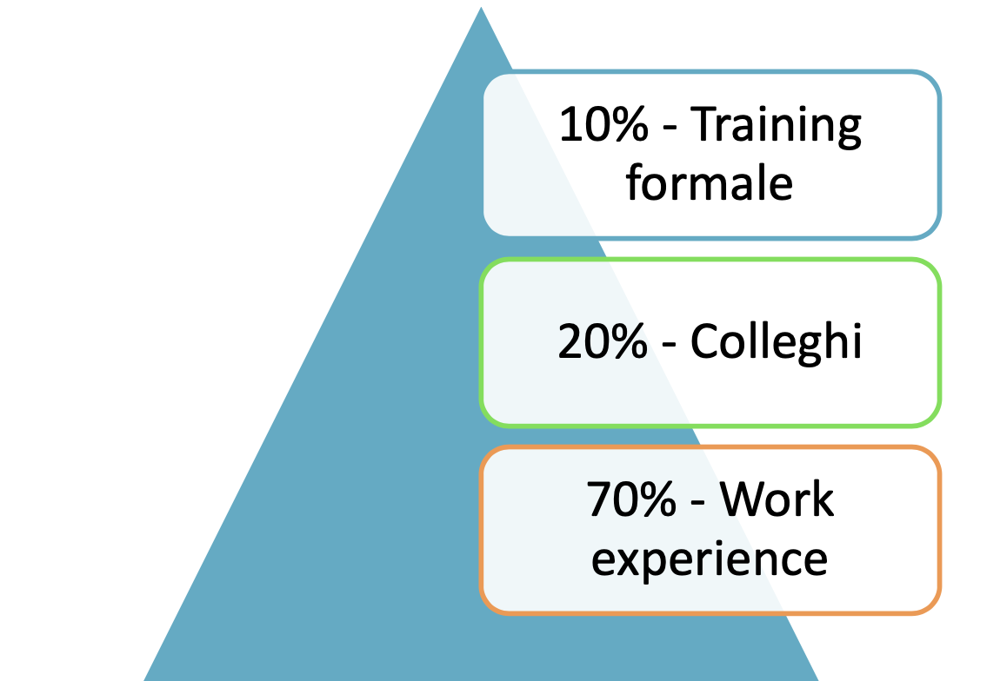 10% - Training
formale
20% - Colleghi
70% - Work
experience